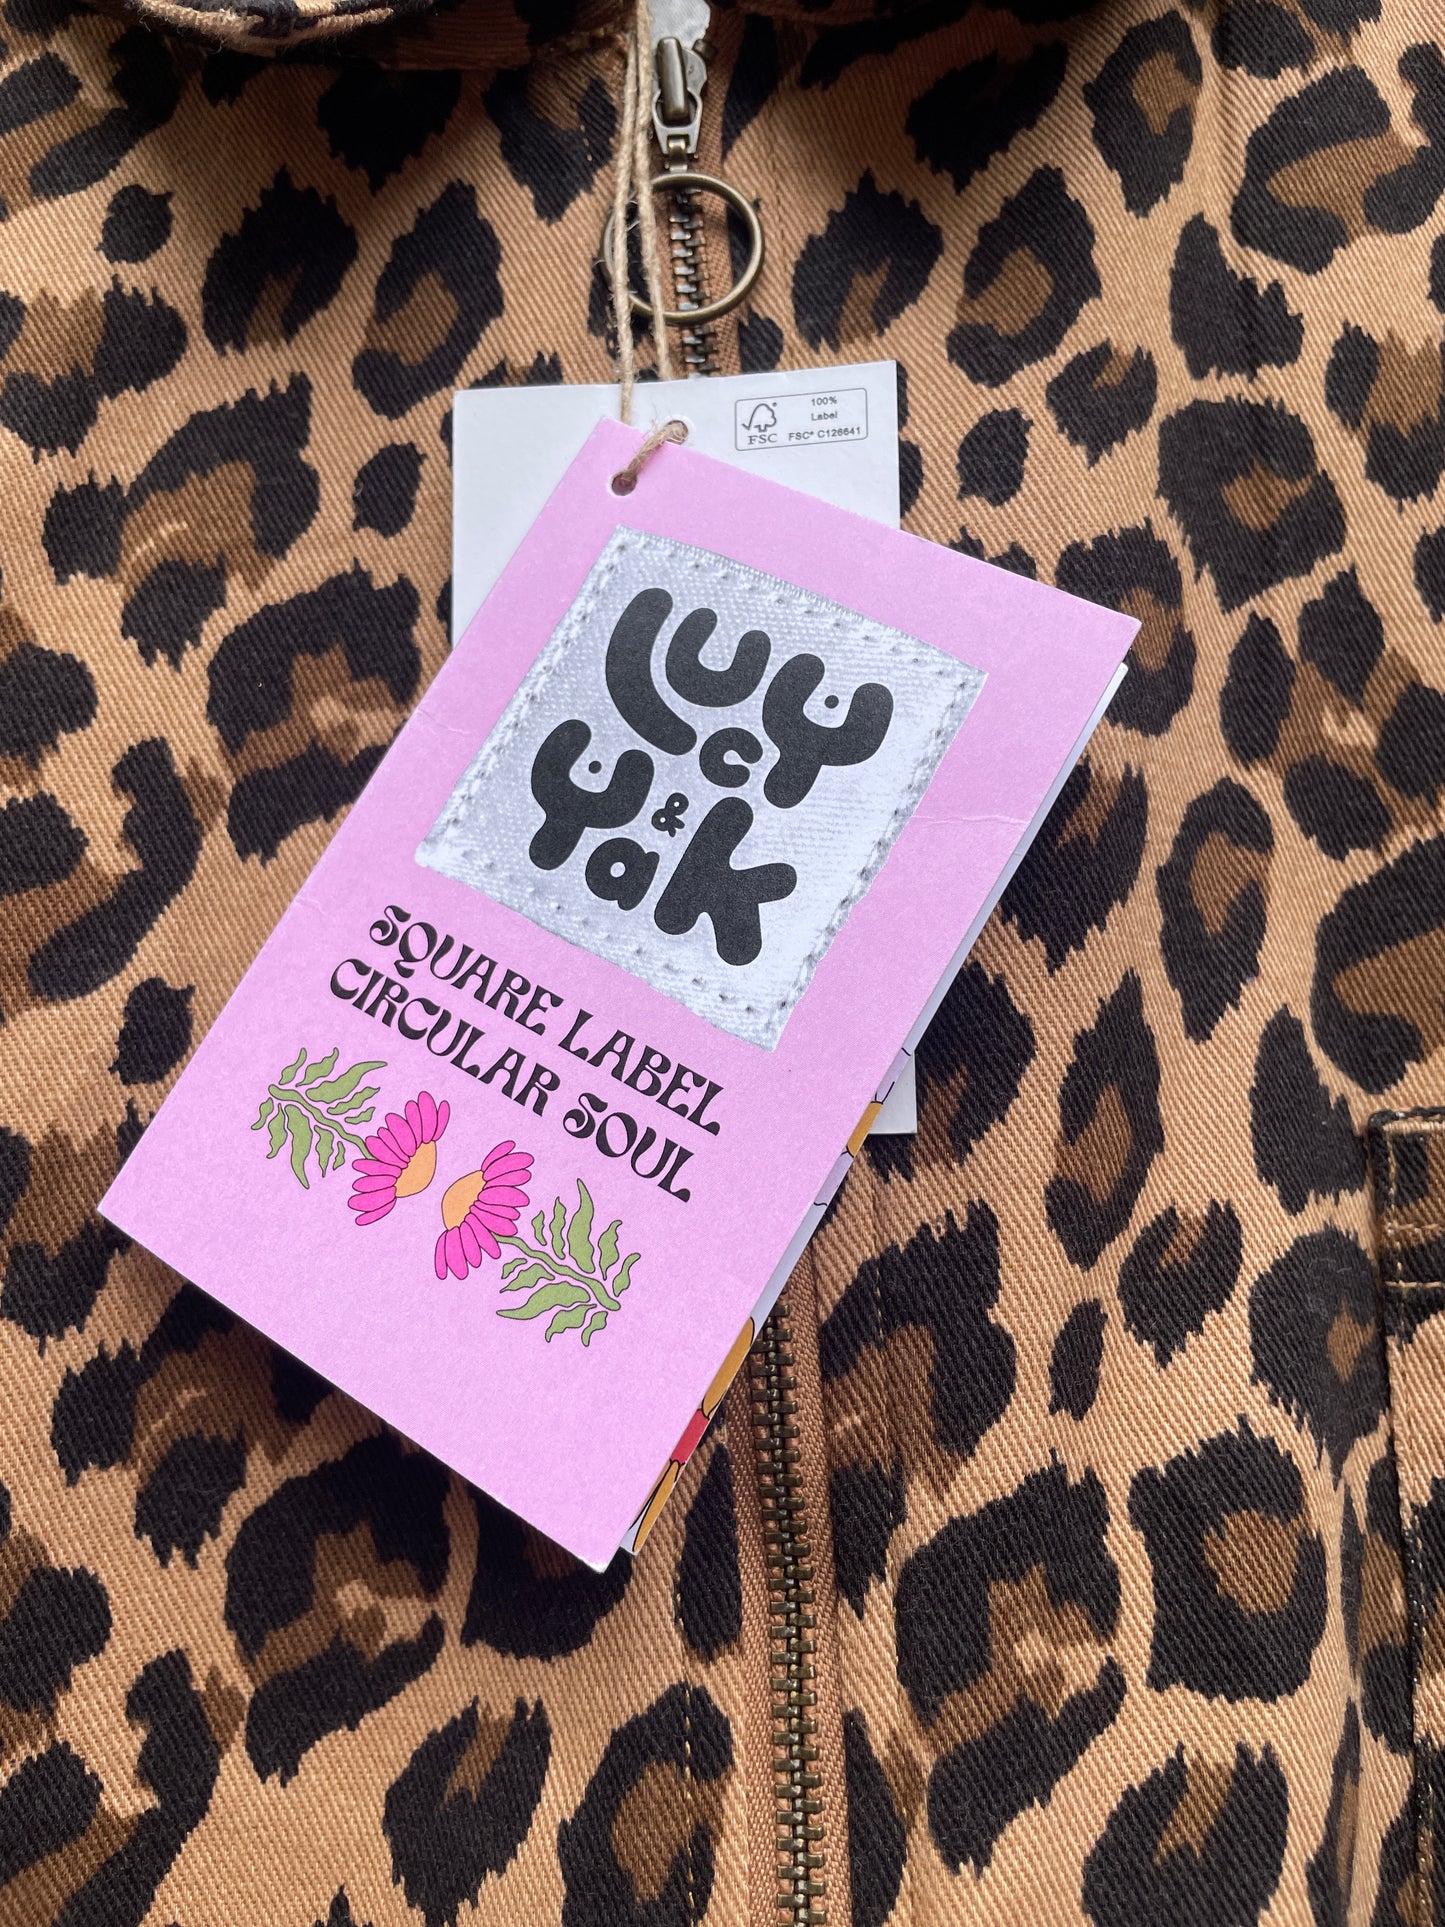 FSC
100%
Label
FSC® C126641
Lucy
& Yak
SQUARE LABEL
CIRCULAR SOUL